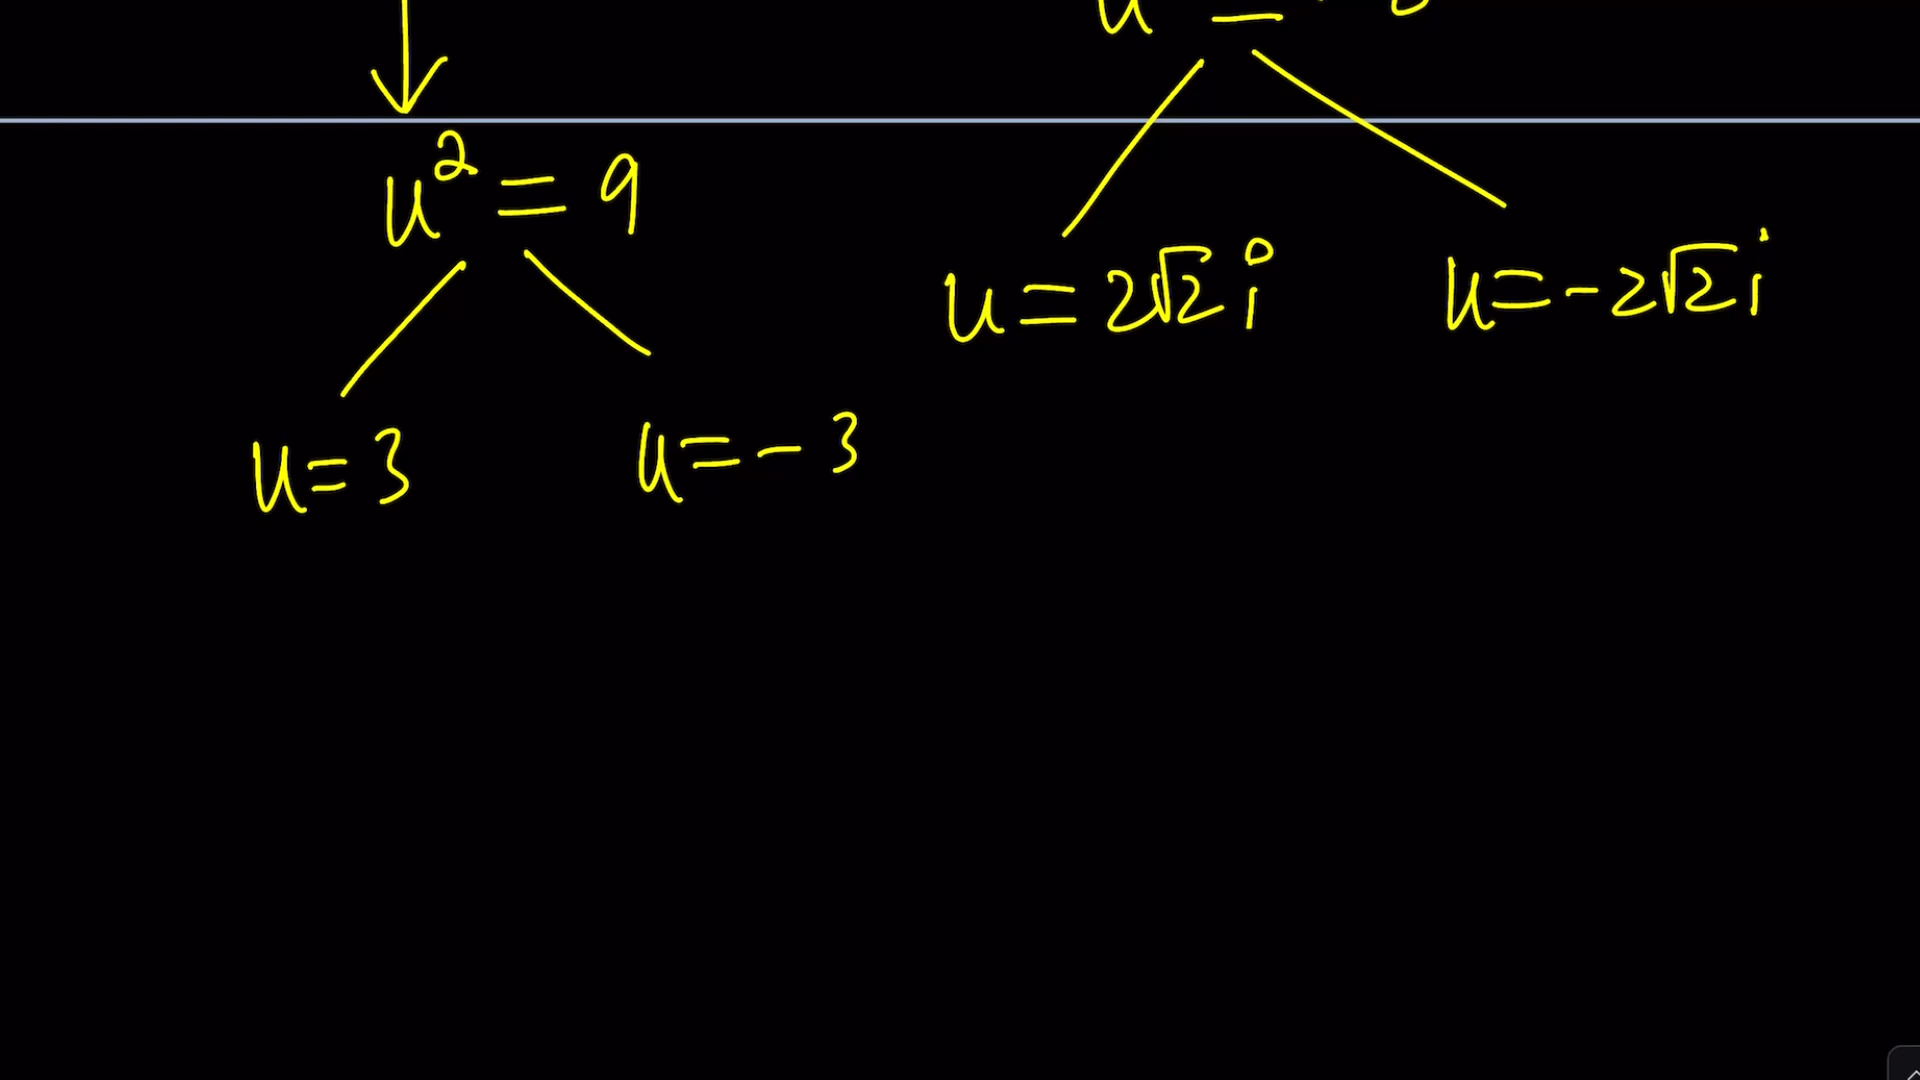 u² = 9
u = 2√2 i
u = -2√2 i
u = 3
u = -3